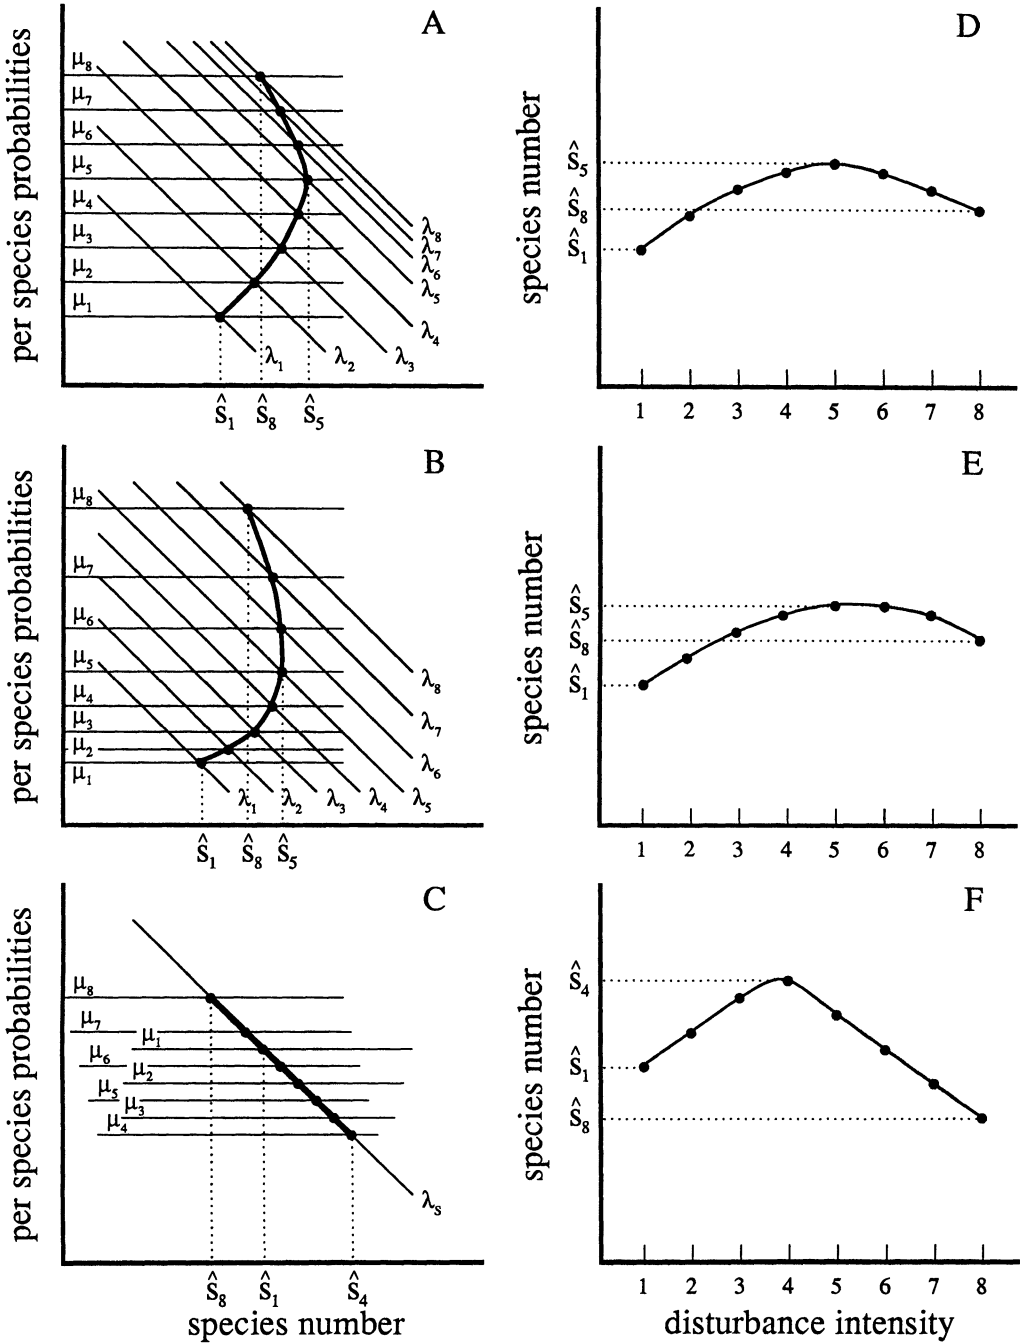 A
per species probabilities
μ₈
μ₇
μ₆
μ₅
μ₄
μ₃
μ₂
μ₁
λ₈
λ₇
λ₆
λ₅
λ₄
λ₁ λ₂ λ₃
Ŝ₁ Ŝ₈ Ŝ₅
D
species number
Ŝ₅
Ŝ₈
Ŝ₁
1 2 3 4 5 6 7 8
B
per species probabilities
μ₈
μ₇
μ₆
μ₅
μ₄
μ₃
μ₂
μ₁
λ₈
λ₇
λ₆
λ₁ λ₂ λ₃ λ₄ λ₅
Ŝ₁ Ŝ₈ Ŝ₅
E
species number
Ŝ₅
Ŝ₈
Ŝ₁
1 2 3 4 5 6 7 8
C
per species probabilities
μ₈
μ₇
μ₁
μ₆
μ₂
μ₅
μ₃
μ₄
λₛ
Ŝ₈ Ŝ₁ Ŝ₄
species number
F
species number
Ŝ₄
Ŝ₁
Ŝ₈
1 2 3 4 5 6 7 8
disturbance intensity